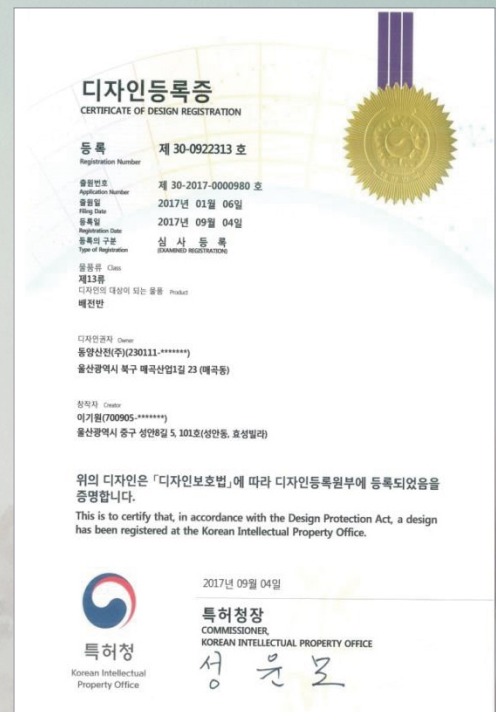 디자인등록증
CERTIFICATE OF DESIGN REGISTRATION
등 록 제 30-0922313 호
Registration Number
출원번호 제 30-2017-0000980 호
Application Number
출원일 2017년 01월 06일
Filing Date
등록일 2017년 09월 04일
Registration Date
등록의 구분 심 사 등 록
Type of Registration (EXAMINED REGISTRATION)
물품류 Class
제13류
디자인의 대상이 되는 물품 Product
배전반
디자인권자 Owner
동양산전(주)(230111-*******)
울산광역시 북구 매곡산업1길 23 (매곡동)
창작자 Creator
이기원(700905-*******)
울산광역시 중구 성안8길 5, 101호(성안동, 효성빌라)
위의 디자인은 「디자인보호법」에 따라 디자인등록원부에 등록되었음을
증명합니다.
This is to certify that, in accordance with the Design Protection Act, a design
has been registered at the Korean Intellectual Property Office.
2017년 09월 04일
특허청장
COMMISSIONER,
KOREAN INTELLECTUAL PROPERTY OFFICE
성 윤 모
특허청
Korean Intellectual
Property Office